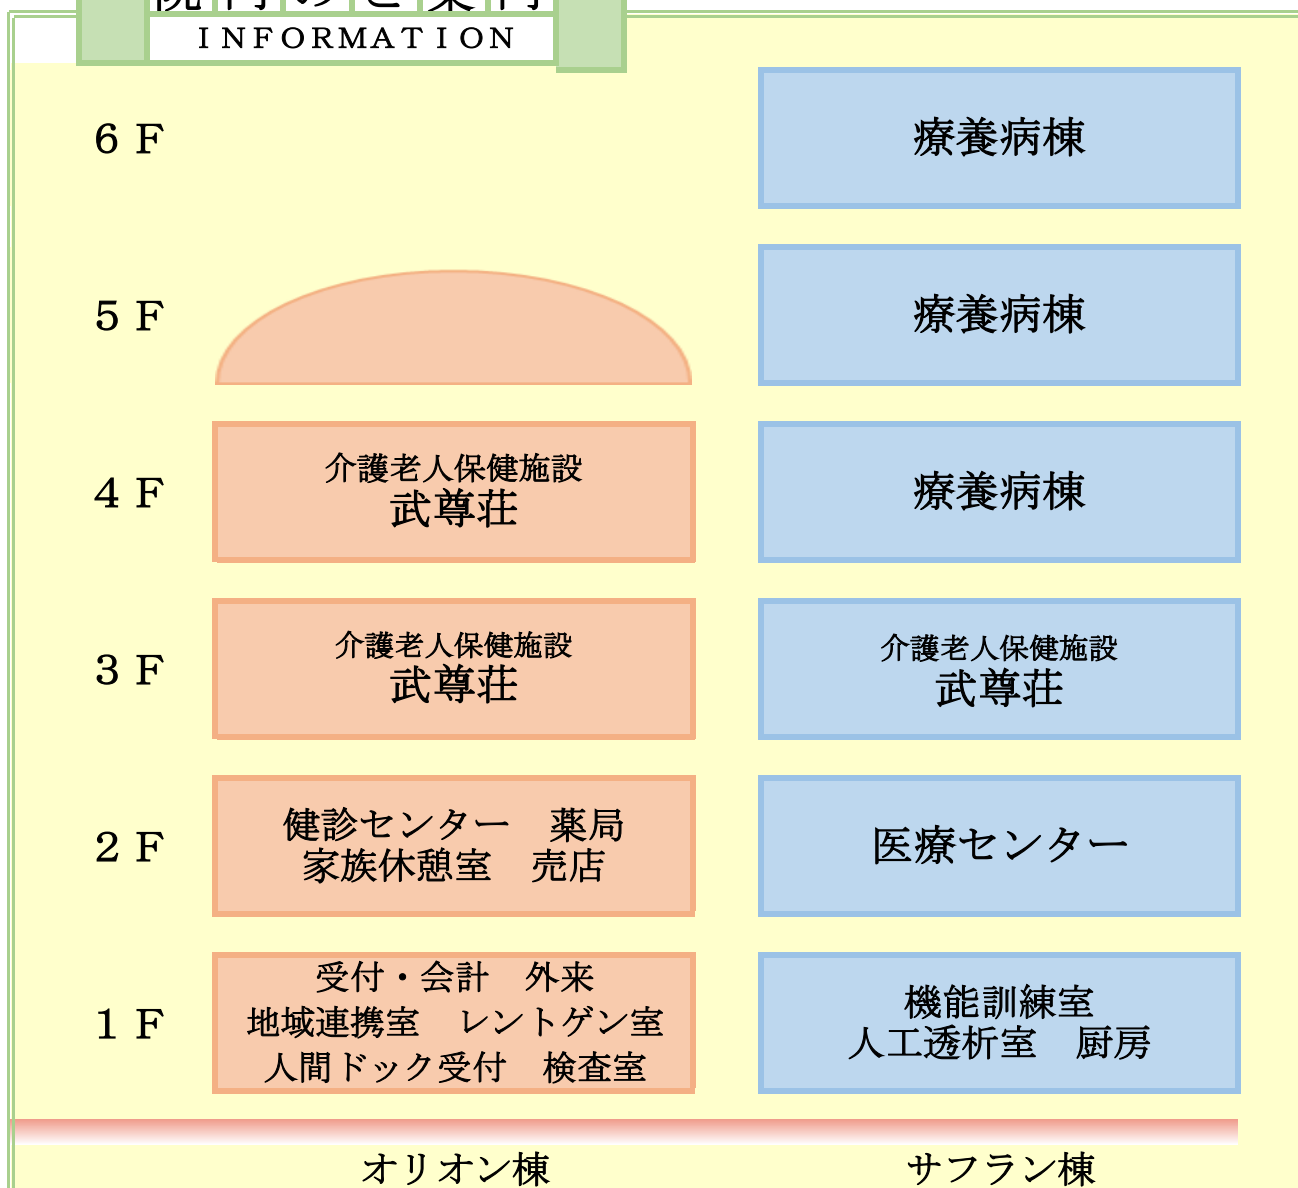 院内のご案内
ＩＮＦＯＲＭＡＴＩＯＮ
６Ｆ
療養病棟
５Ｆ
療養病棟
４Ｆ
介護老人保健施設
武尊荘
療養病棟
３Ｆ
介護老人保健施設
武尊荘
介護老人保健施設
武尊荘
２Ｆ
健診センター　薬局
家族休憩室　売店
医療センター
１Ｆ
受付・会計　外来
地域連携室　レントゲン室
人間ドック受付　検査室
機能訓練室
人工透析室　厨房
オリオン棟
サフラン棟